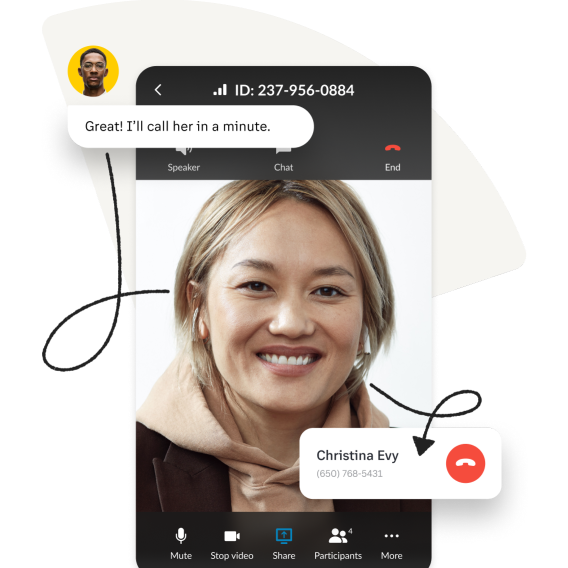 ID: 237-956-0884
Great! I'll call her in a minute.
Speaker Chat End
Christina Evy
(650) 768-5431
4
Mute Stop video Share Participants More